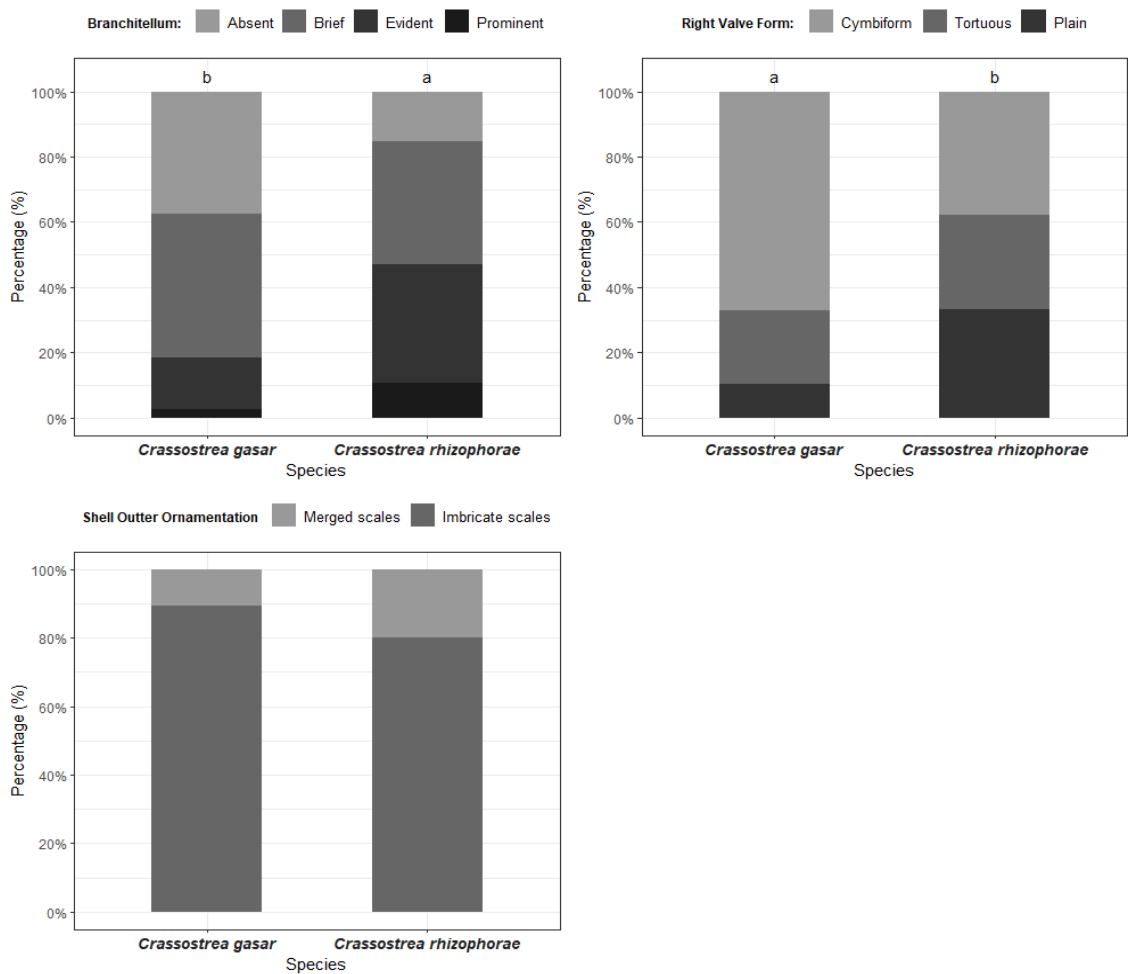 Branchitellum: Absent Brief Evident Prominent
b a
100%
80%
60%
40%
20%
0%
Percentage (%)
Crassostrea gasar Crassostrea rhizophorae
Species
Right Valve Form: Cymbiform Tortuous Plain
a b
100%
80%
60%
40%
20%
0%
Percentage (%)
Crassostrea gasar Crassostrea rhizophorae
Species
Shell Outter Ornamentation Merged scales Imbricate scales
100%
80%
60%
40%
20%
0%
Percentage (%)
Crassostrea gasar Crassostrea rhizophorae
Species